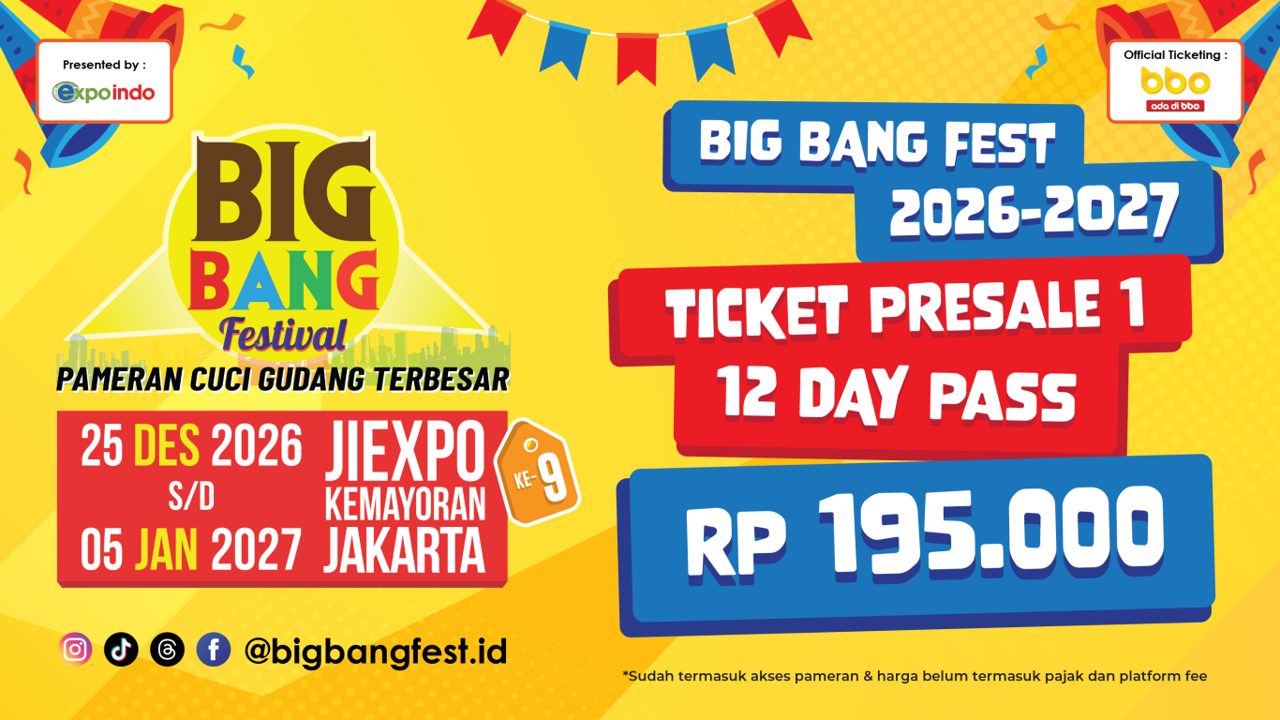 Presented by :
expoindo
BIG
BANG
Festival
PAMERAN CUCI GUDANG TERBESAR
25 DES 2026
S/D
05 JAN 2027
JIEXPO
KEMAYORAN
JAKARTA
KE-9
@bigbangfest.id
Official Ticketing :
bbo
ada di bbo
BIG BANG FEST
2026-2027
TICKET PRESALE 1
12 DAY PASS
RP 195.000
*Sudah termasuk akses pameran & harga belum termasuk pajak dan platform fee